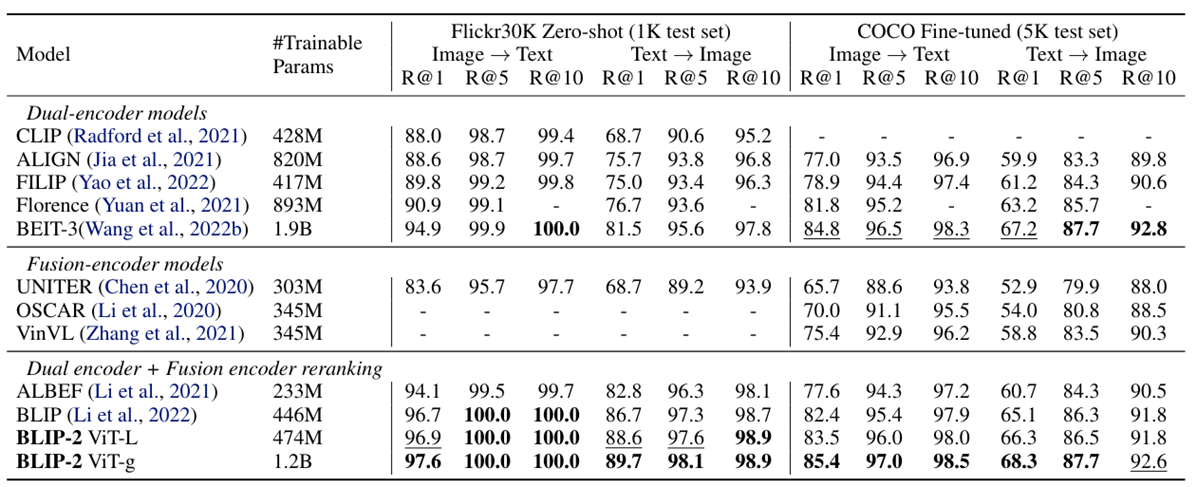 Model #Trainable Params Flickr30K Zero-shot (1K test set) COCO Fine-tuned (5K test set)
Image → Text Text → Image Image → Text Text → Image
R@1 R@5 R@10 R@1 R@5 R@10 R@1 R@5 R@10 R@1 R@5 R@10
Dual-encoder models
CLIP (Radford et al., 2021) 428M 88.0 98.7 99.4 68.7 90.6 95.2 - - - - - -
ALIGN (Jia et al., 2021) 820M 88.6 98.7 99.7 75.7 93.8 96.8 77.0 93.5 96.9 59.9 83.3 89.8
FILIP (Yao et al., 2022) 417M 89.8 99.2 99.8 75.0 93.4 96.3 78.9 94.4 97.4 61.2 84.3 90.6
Florence (Yuan et al., 2021) 893M 90.9 99.1 - 76.7 93.6 - 81.8 95.2 - 63.2 85.7 -
BEIT-3(Wang et al., 2022b) 1.9B 94.9 99.9 100.0 81.5 95.6 97.8 84.8 96.5 98.3 67.2 87.7 92.8
Fusion-encoder models
UNITER (Chen et al., 2020) 303M 83.6 95.7 97.7 68.7 89.2 93.9 65.7 88.6 93.8 52.9 79.9 88.0
OSCAR (Li et al., 2020) 345M - - - - - - 70.0 91.1 95.5 54.0 80.8 88.5
VinVL (Zhang et al., 2021) 345M - - - - - - 75.4 92.9 96.2 58.8 83.5 90.3
Dual encoder + Fusion encoder reranking
ALBEF (Li et al., 2021) 233M 94.1 99.5 99.7 82.8 96.3 98.1 77.6 94.3 97.2 60.7 84.3 90.5
BLIP (Li et al., 2022) 446M 96.7 100.0 100.0 86.7 97.3 98.7 82.4 95.4 97.9 65.1 86.3 91.8
BLIP-2 ViT-L 474M 96.9 100.0 100.0 88.6 97.6 98.9 83.5 96.0 98.0 66.3 86.5 91.8
BLIP-2 ViT-g 1.2B 97.6 100.0 100.0 89.7 98.1 98.9 85.4 97.0 98.5 68.3 87.7 92.6